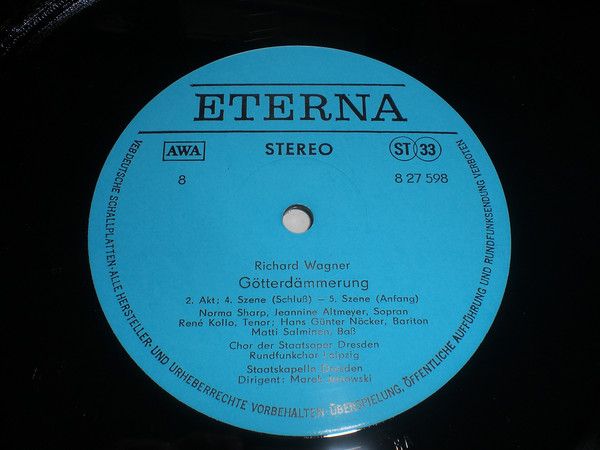 ETERNA
AWA STEREO ST 33
8 8 27 598
Richard Wagner
Götterdämmerung
2. Akt; 4. Szene (Schluß) – 5. Szene (Anfang)
Norma Sharp, Jeannine Altmeyer, Sopran
René Kollo, Tenor; Hans Günter Nöcker, Bariton
Matti Salminen, Baß
Chor der Staatsoper Dresden
Rundfunkchor Leipzig
Staatskapelle Dresden
Dirigent: Marek Janowski
VEB DEUTSCHE SCHALLPLATTEN · ALLE HERSTELLER- UND URHEBERRECHTE VORBEHALTEN · ÜBERSPIELUNG, ÖFFENTLICHE AUFFÜHRUNG UND RUNDFUNKSENDUNG VERBOTEN